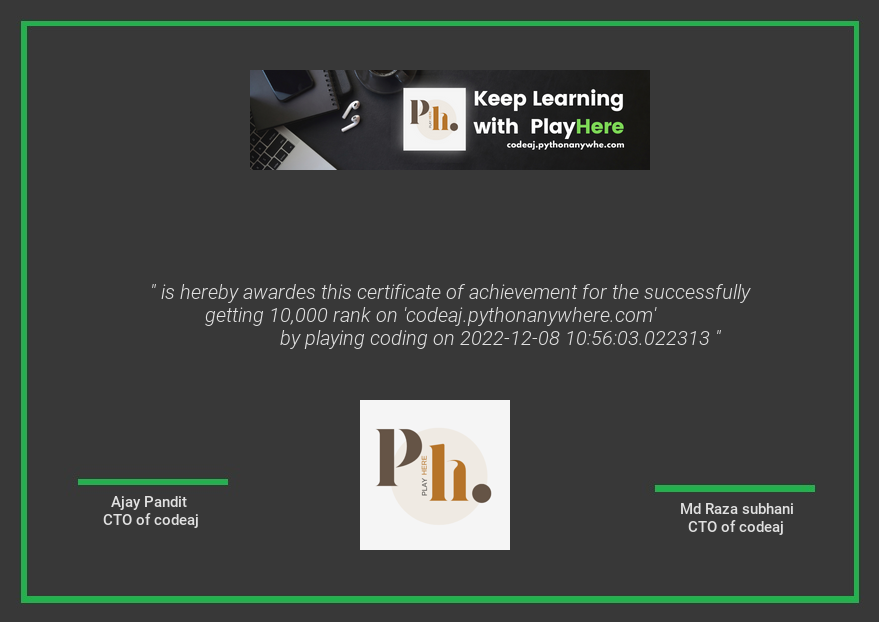 Ph.
PLAY HERE
Keep Learning
with PlayHere
codeaj.pythonanywhe.com
" is hereby awardes this certificate of achievement for the successfully
getting 10,000 rank on 'codeaj.pythonanywhere.com'
by playing coding on 2022-12-08 10:56:03.022313 "
Ph.
PLAY HERE
Ajay Pandit
CTO of codeaj
Md Raza subhani
CTO of codeaj